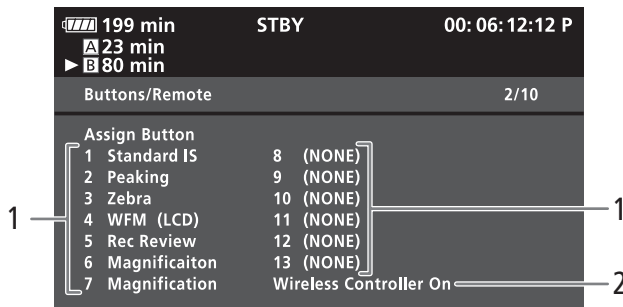 199 min STBY 00:06:12:12 P
A 23 min
B 80 min
Buttons/Remote 2/10
Assign Button
1 Standard IS 8 (NONE)
2 Peaking 9 (NONE)
3 Zebra 10 (NONE)
4 WFM (LCD) 11 (NONE)
5 Rec Review 12 (NONE)
6 Magnificaiton 13 (NONE)
7 Magnification Wireless Controller On
1
1
2